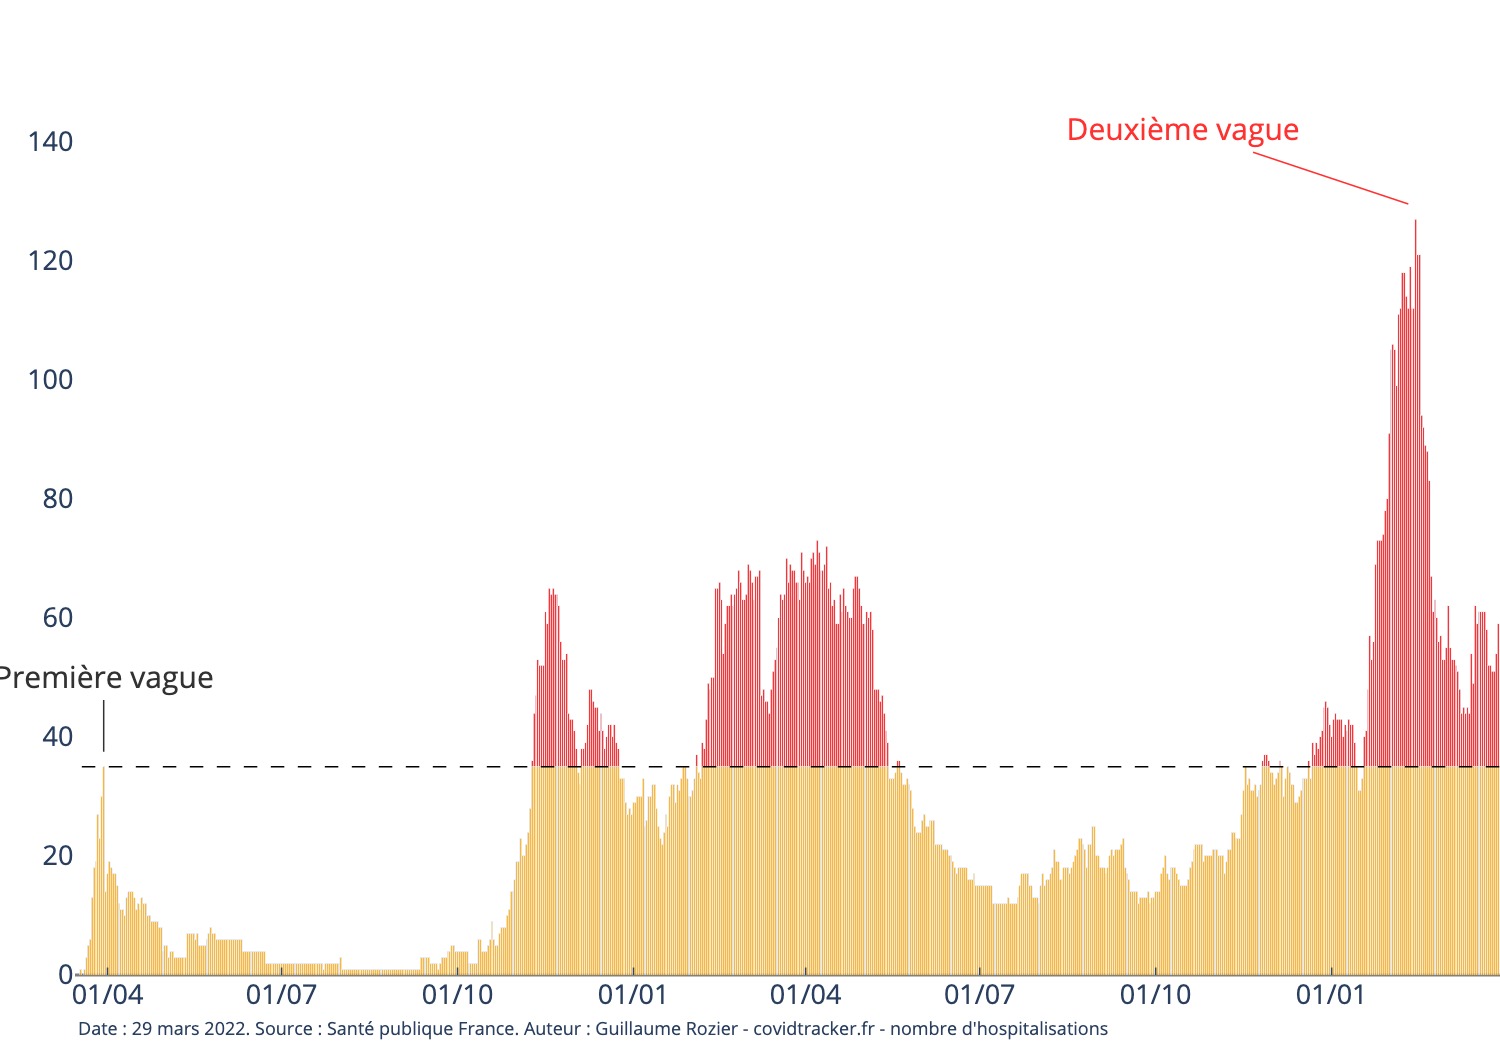 140
Deuxième vague
120
100
80
60
Première vague
40
20
0
01/04 01/07 01/10 01/01 01/04 01/07 01/10 01/01
Date : 29 mars 2022. Source : Santé publique France. Auteur : Guillaume Rozier - covidtracker.fr - nombre d'hospitalisations